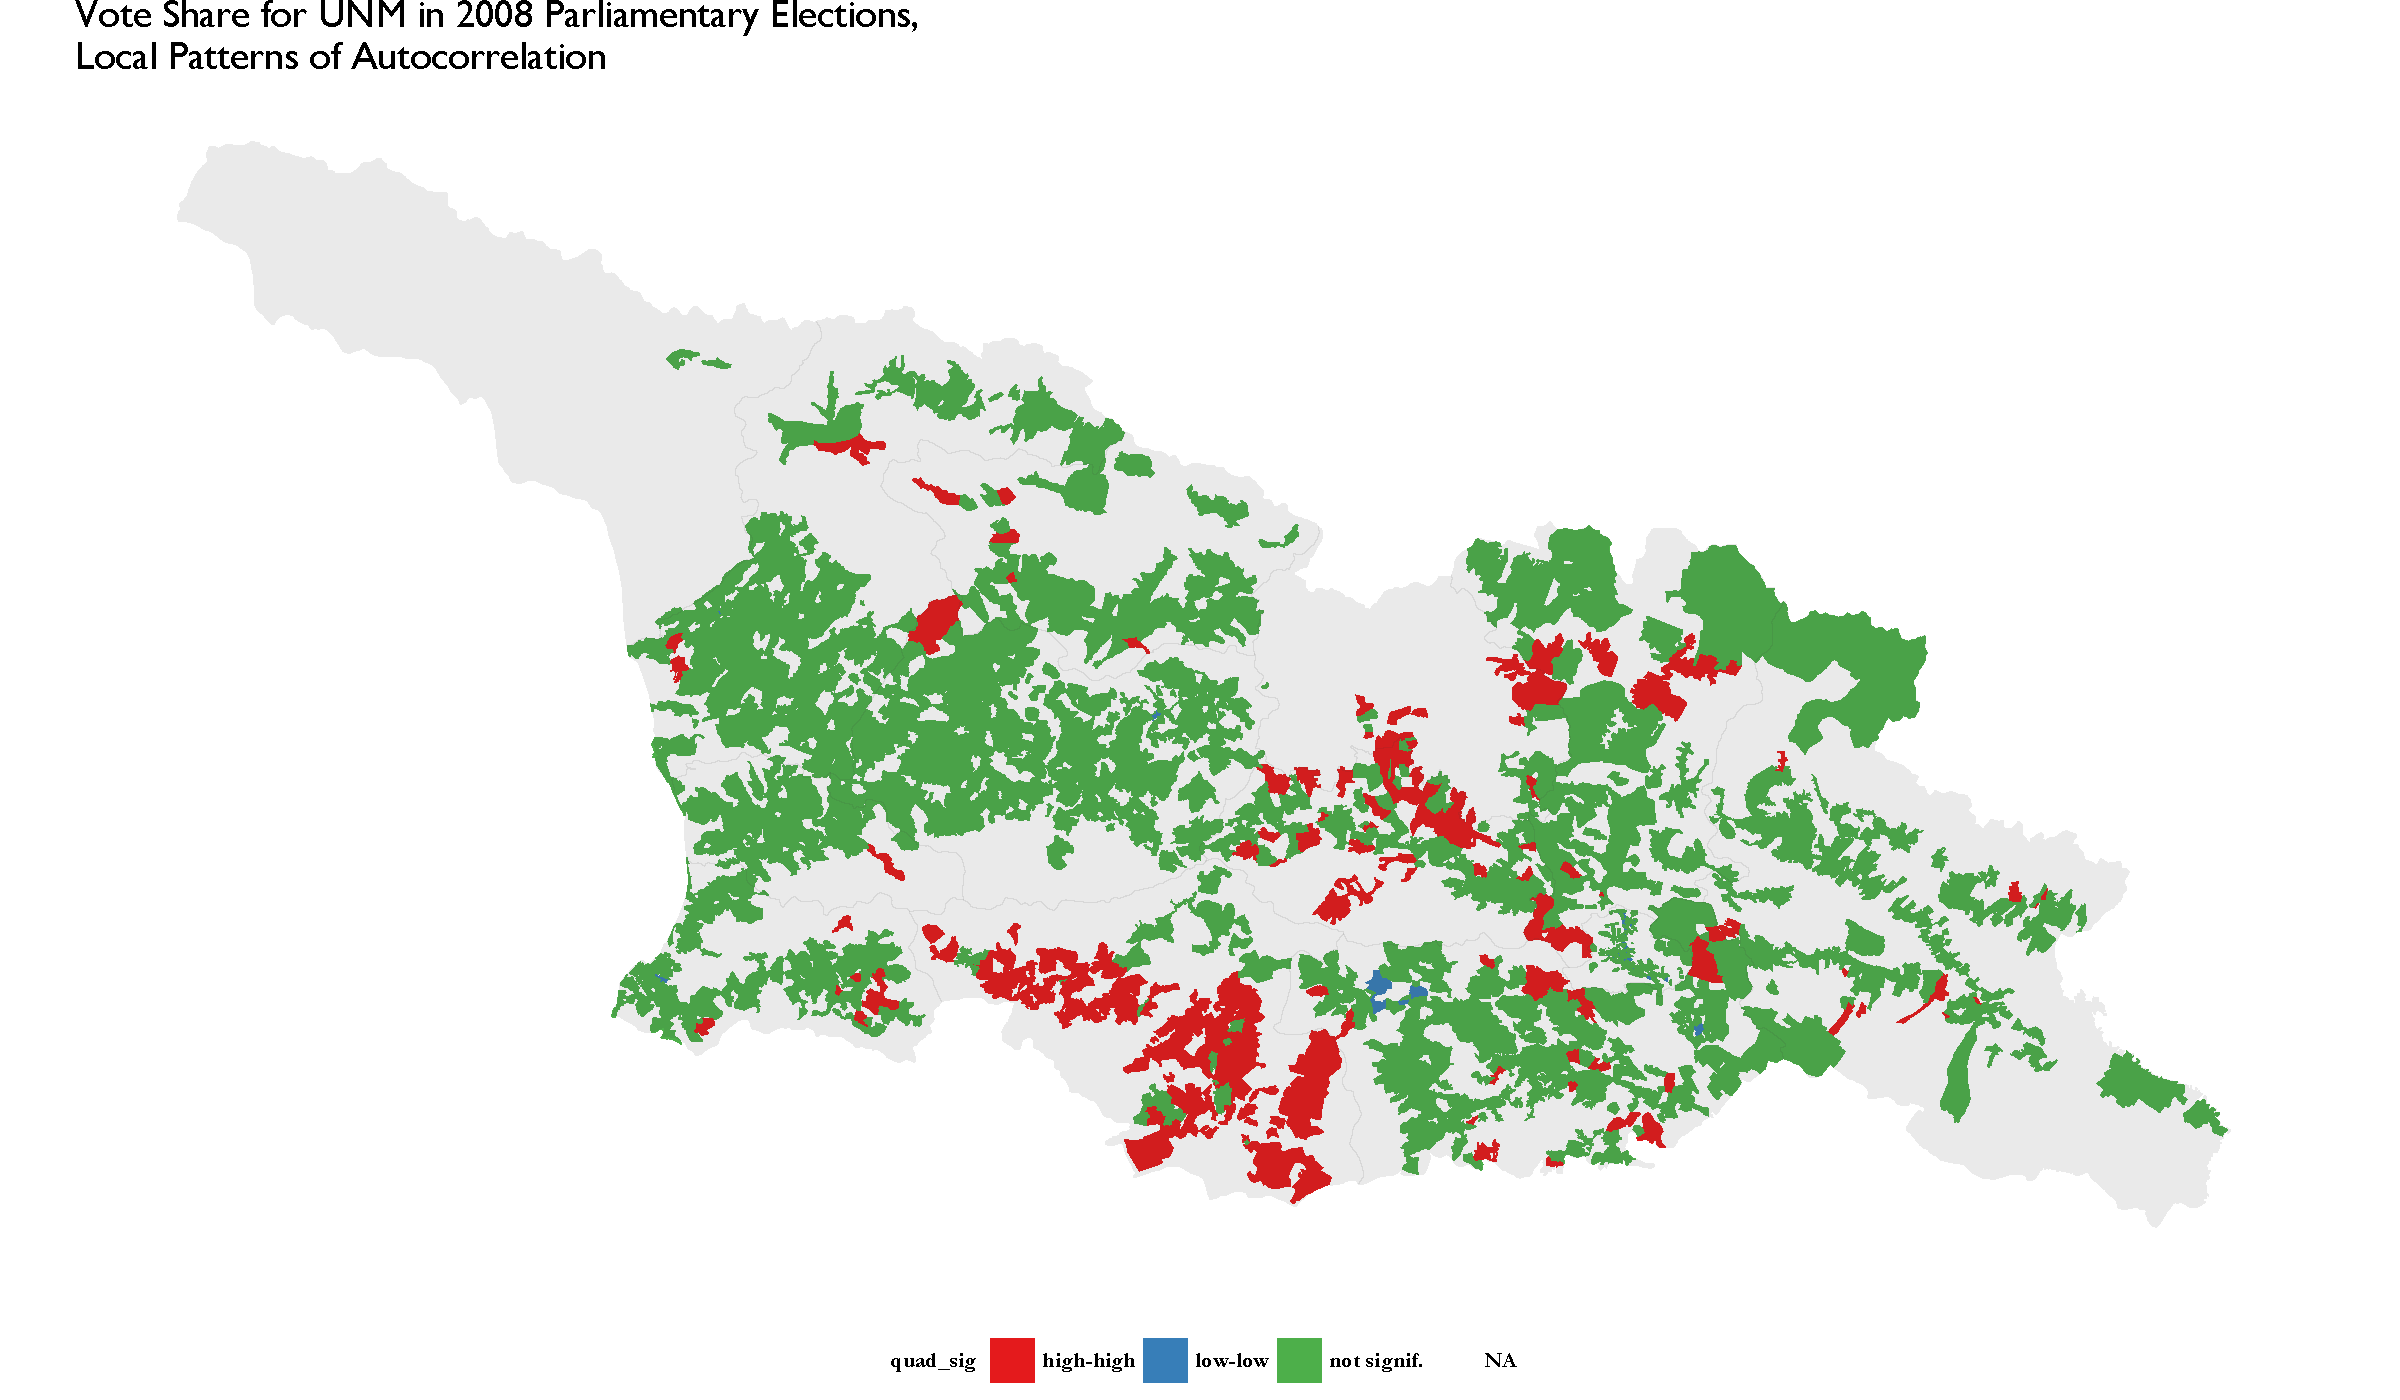 Vote Share for UNM in 2008 Parliamentary Elections,
Local Patterns of Autocorrelation
quad_sig high-high low-low not signif. NA